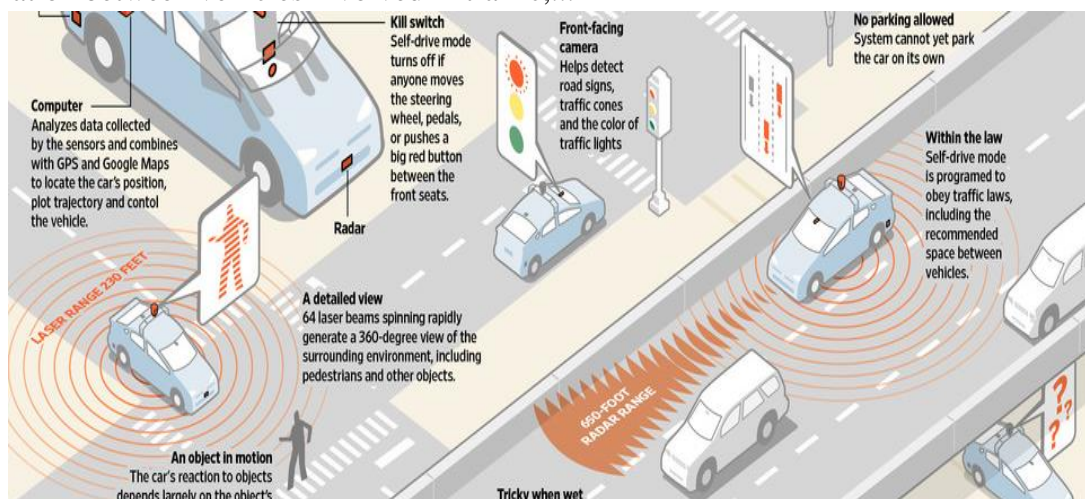 Kill switch
Self-drive mode
turns off if
anyone moves
the steering
wheel, pedals,
or pushes a
big red button
between the
front seats.
Front-facing
camera
Helps detect
road signs,
traffic cones
and the color of
traffic lights
No parking allowed
System cannot yet park
the car on its own
Computer
Analyzes data collected
by the sensors and combines
with GPS and Google Maps
to locate the car's position,
plot trajectory and contol
the vehicle.
Radar
Within the law
Self-drive mode
is programed to
obey traffic laws,
including the
recommended
space between
vehicles.
LASER RANGE 230 FEET
A detailed view
64 laser beams spinning rapidly
generate a 360-degree view of the
surrounding environment, including
pedestrians and other objects.
650-FOOT
RADAR RANGE
? ? ?
An object in motion
The car's reaction to objects
depends largely on the object's
Tricky when wet